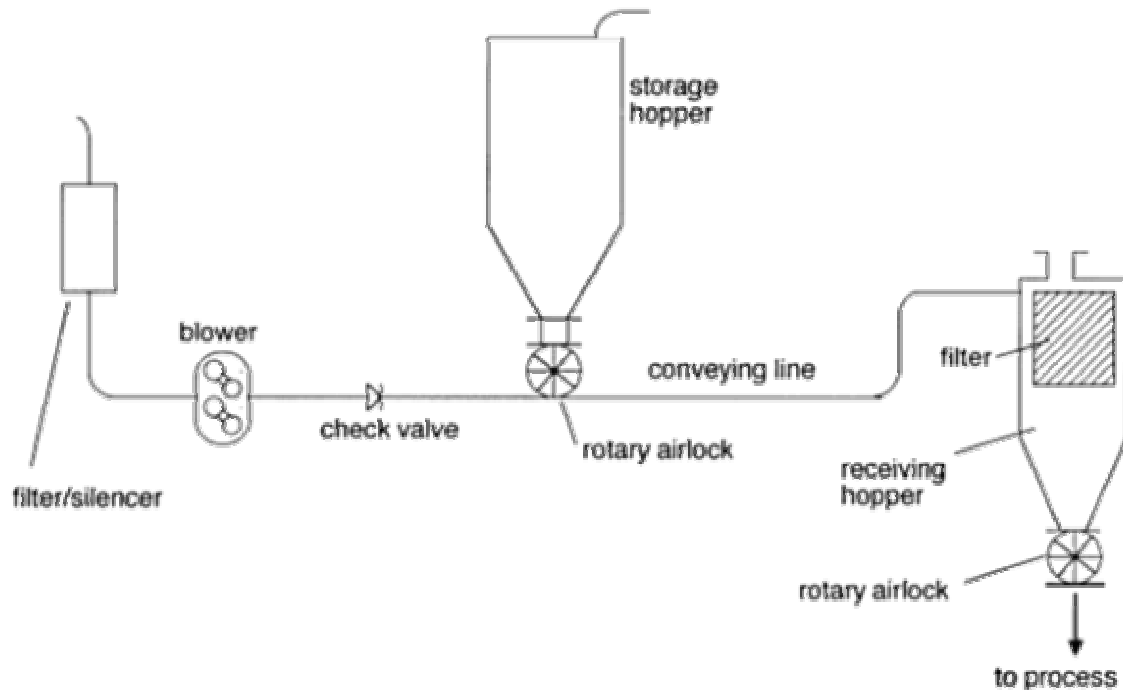 storage
hopper
blower
filter
conveying line
check valve
rotary airlock
receiving
hopper
filter/silencer
rotary airlock
to process